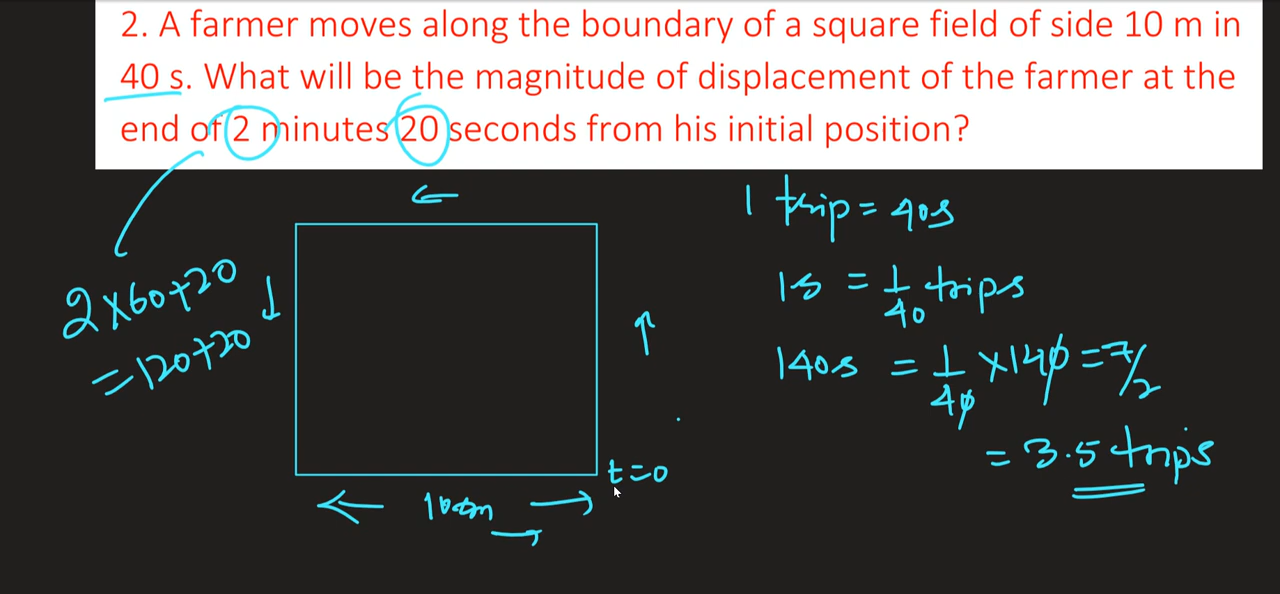 2. A farmer moves along the boundary of a square field of side 10 m in
40 s. What will be the magnitude of displacement of the farmer at the
end of 2 minutes 20 seconds from his initial position?
1 trip = 40s
1s = 1/40 trips
140s = 1/40 × 140 = 7/2
= 3.5 trips
2×60+20
= 120+20
t=0